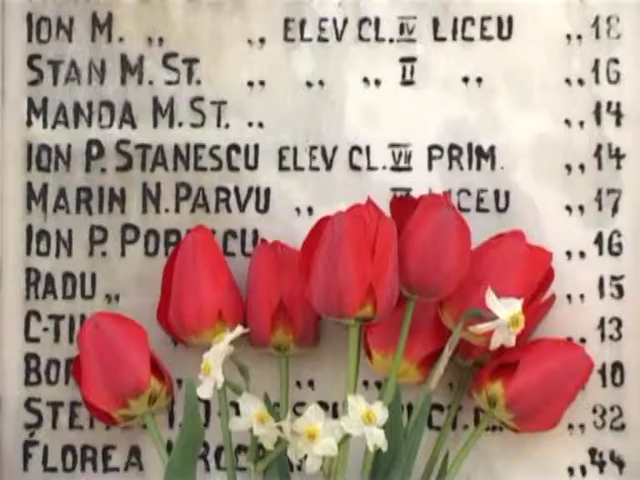 ION M. ,, ,, ELEV CL. IV LICEU ,, 18
STAN M. ST. ,, ,, ,, II ,, ,, 16
MANDA M. ST. ,, ,, 14
ION P. STANESCU ELEV CL. VII PRIM. ,, 14
MARIN N. PARVU ,, LICEU ,, 17
ION P. ,, 16
RADU ,, ,, 15
,, 13
,, ,, 10
,, 32
FLOREA ,, 44